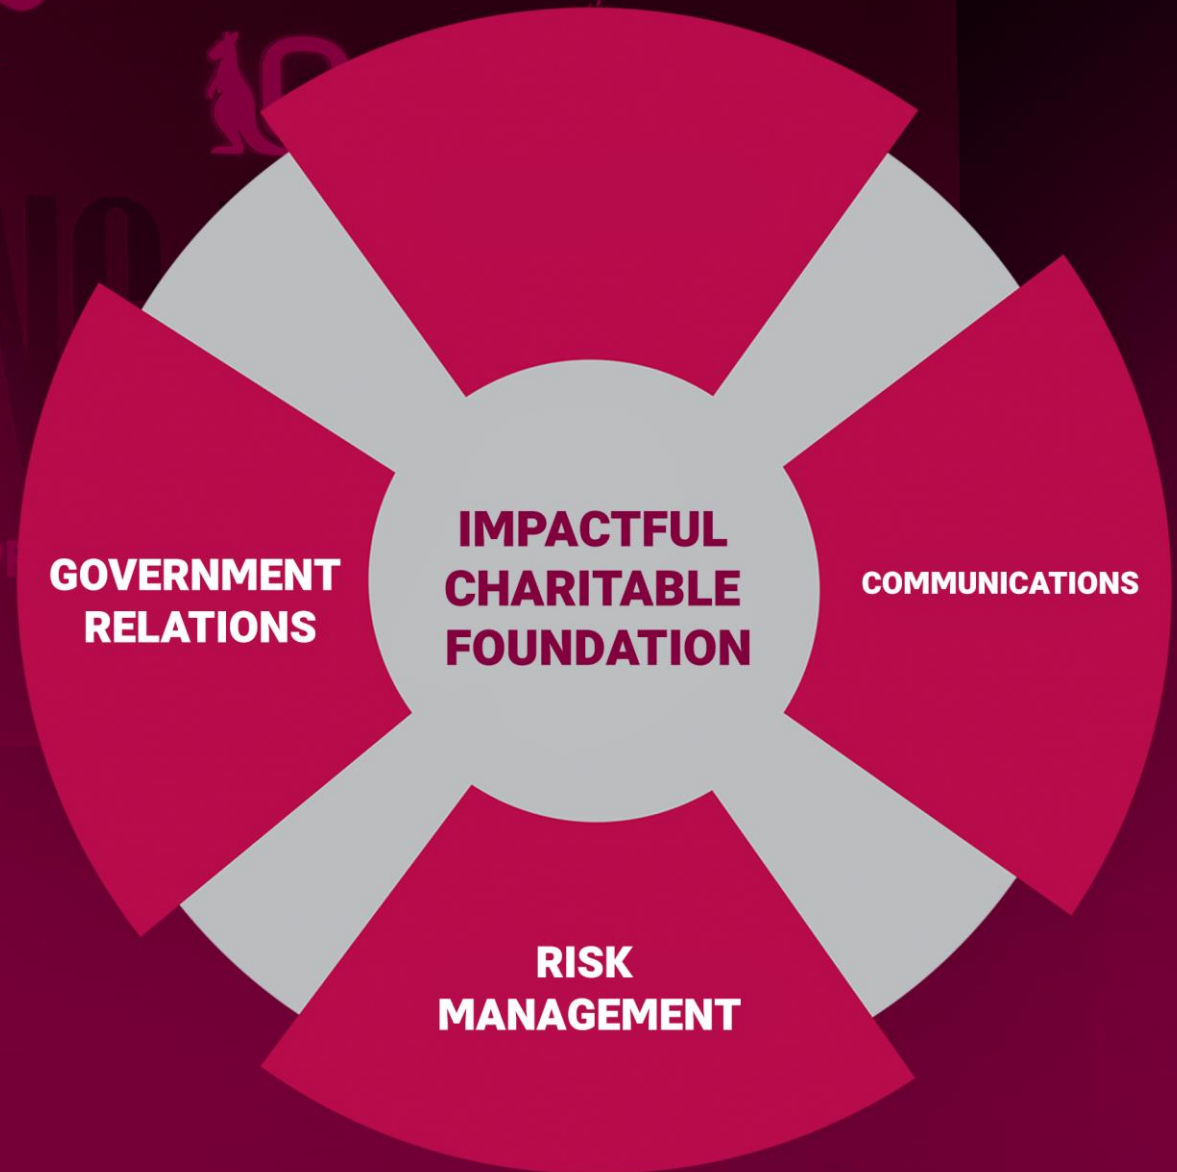 GOVERNMENT
RELATIONS
IMPACTFUL
CHARITABLE
FOUNDATION
COMMUNICATIONS
RISK
MANAGEMENT